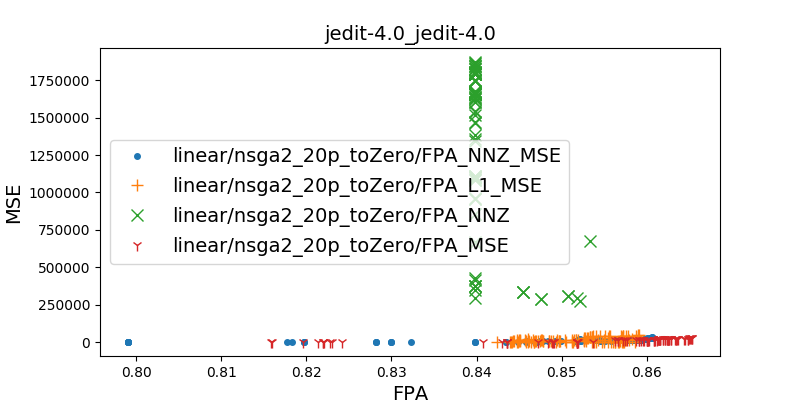 jedit-4.0_jedit-4.0
MSE
1750000
1500000
1250000
1000000
750000
500000
250000
0
linear/nsga2_20p_toZero/FPA_NNZ_MSE
linear/nsga2_20p_toZero/FPA_L1_MSE
linear/nsga2_20p_toZero/FPA_NNZ
linear/nsga2_20p_toZero/FPA_MSE
0.80 0.81 0.82 0.83 0.84 0.85 0.86
FPA